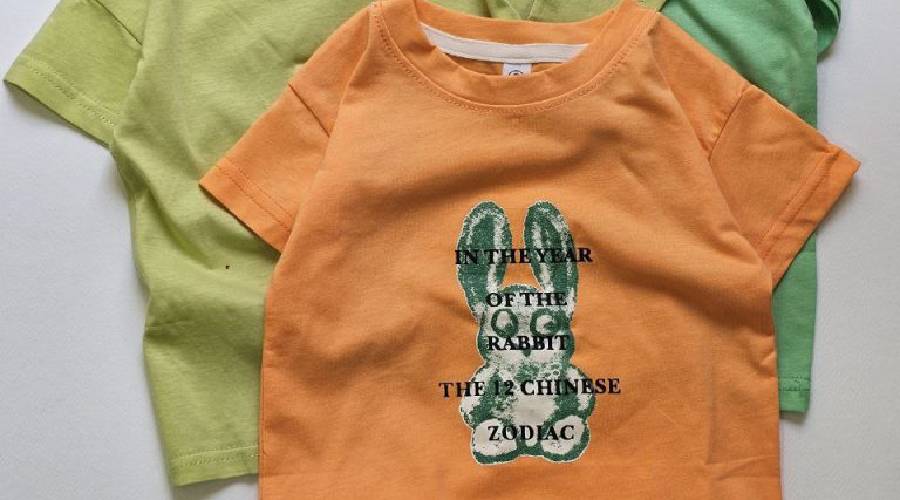 IN THE YEAR
OF THE
RABBIT
THE 12 CHINESE
ZODIAC